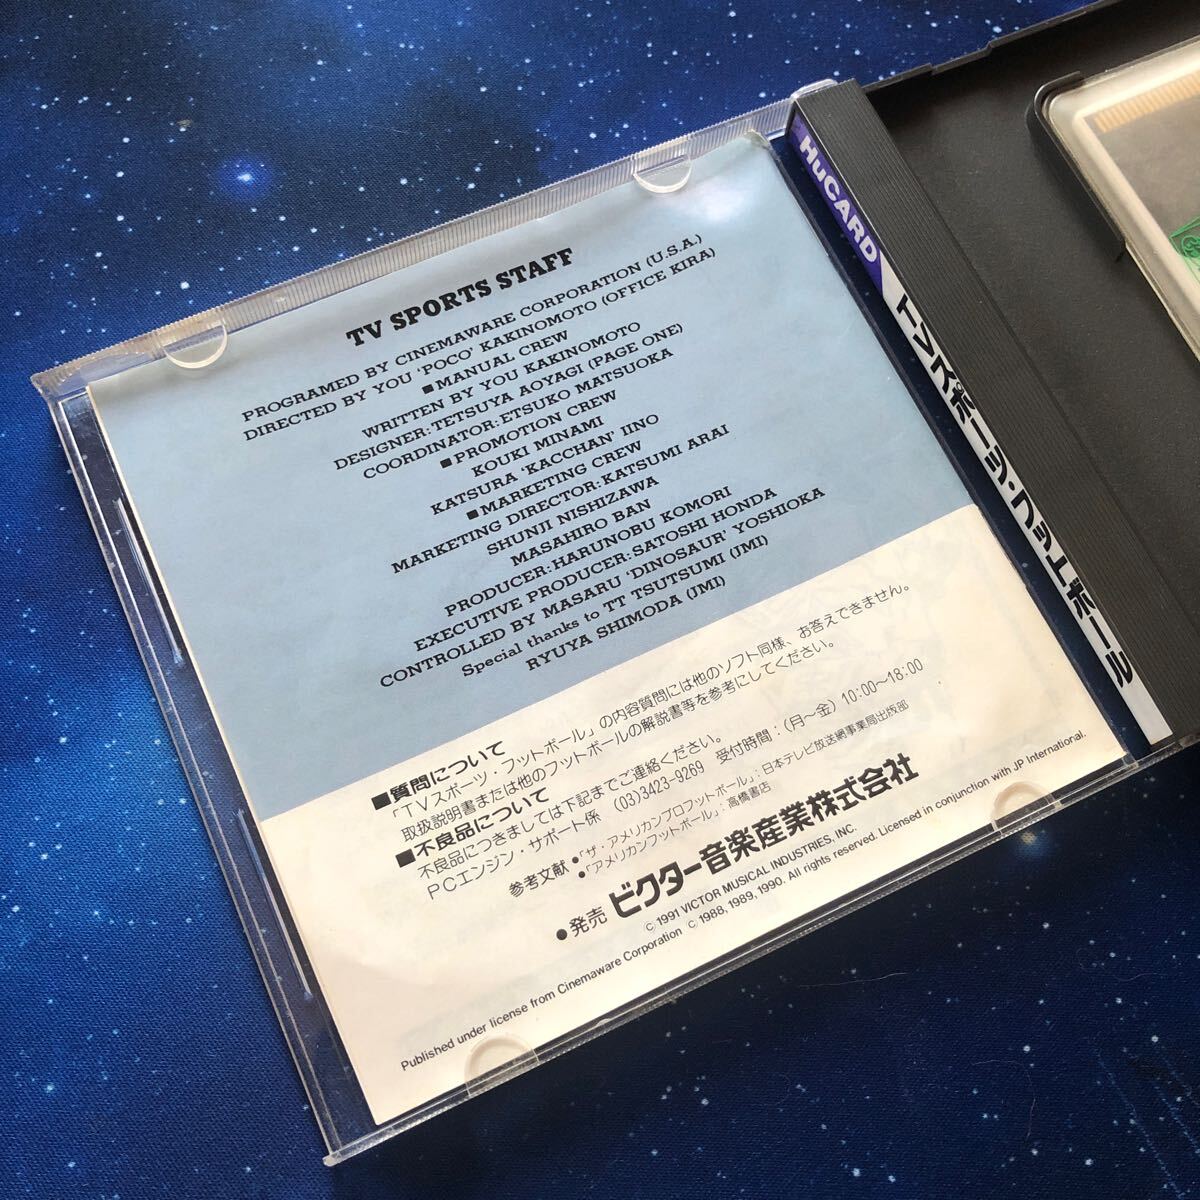 TV SPORTS STAFF
PROGRAMED BY CINEMAWARE CORPORATION (U.S.A.)
DIRECTED BY YOU 'POCO' KAKINOMOTO (OFFICE KIRA)
■MANUAL CREW
WRITTEN BY YOU KAKINOMOTO
DESIGNER:TETSUYA AOYAGI (PAGE ONE)
COORDINATOR:ETSUKO MATSUOKA
■PROMOTION CREW
KOUKI MINAMI
KATSURA 'KACCHAN' IINO
■MARKETING CREW
MARKETING DIRECTOR:KATSUMI ARAI
SHUNJI NISHIZAWA
MASAHIRO BAN
PRODUCER:HARUNOBU KOMORI
EXECUTIVE PRODUCER:SATOSHI HONDA
CONTROLLED BY MASARU 'DINOSAUR' YOSHIOKA
Special thanks to TT TSUTSUMI (JMI)
RYUYA SHIMODA (JMI)
■質問について
「TVスポーツ・フットボール」の内容質問には他のソフト同様、お答えできません。
取扱説明書または他のフットボールの解説書等を参考にしてください。
■不良品について
不良品につきましては下記までご連絡ください。
PCエンジン・サポート係 (03)3423-9269 受付時間:(月〜金) 10:00〜18:00
参考文献●「ザ・アメリカンプロフットボール」:日本テレビ放送網事業局出版部
●「アメリカンフットボール」:高橋書店
●発売 ビクター音楽産業株式会社
© 1991 VICTOR MUSICAL INDUSTRIES, INC.
Published under license from Cinemaware Corporation © 1988, 1989, 1990. All rights reserved. Licensed in conjunction with JP International.
HuCARD
TVスポーツ・フットボール